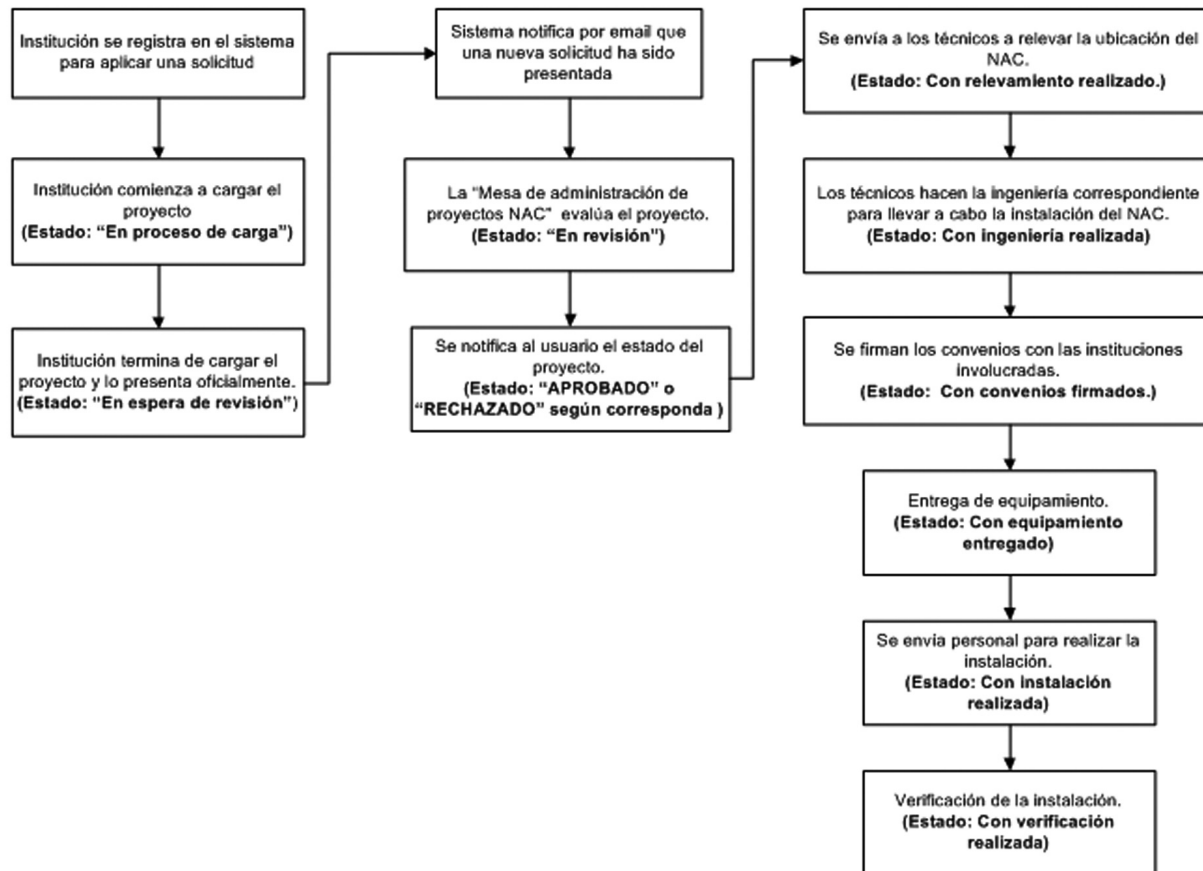 Institución se registra en el sistema
para aplicar una solicitud
Institución comienza a cargar el
proyecto
(Estado: “En proceso de carga”)
Institución termina de cargar el
proyecto y lo presenta oficialmente.
(Estado: “En espera de revisión”)
Sistema notifica por email que
una nueva solicitud ha sido
presentada
La “Mesa de administración de
proyectos NAC” evalúa el proyecto.
(Estado: “En revisión”)
Se notifica al usuario el estado del
proyecto.
(Estado: “APROBADO” o
“RECHAZADO” según corresponda )
Se envía a los técnicos a relevar la ubicación del
NAC.
(Estado: Con relevamiento realizado.)
Los técnicos hacen la ingeniería correspondiente
para llevar a cabo la instalación del NAC.
(Estado: Con ingeniería realizada)
Se firman los convenios con las instituciones
involucradas.
(Estado: Con convenios firmados.)
Entrega de equipamiento.
(Estado: Con equipamiento
entregado)
Se envía personal para realizar la
instalación.
(Estado: Con instalación
realizada)
Verificación de la instalación.
(Estado: Con verificación
realizada)